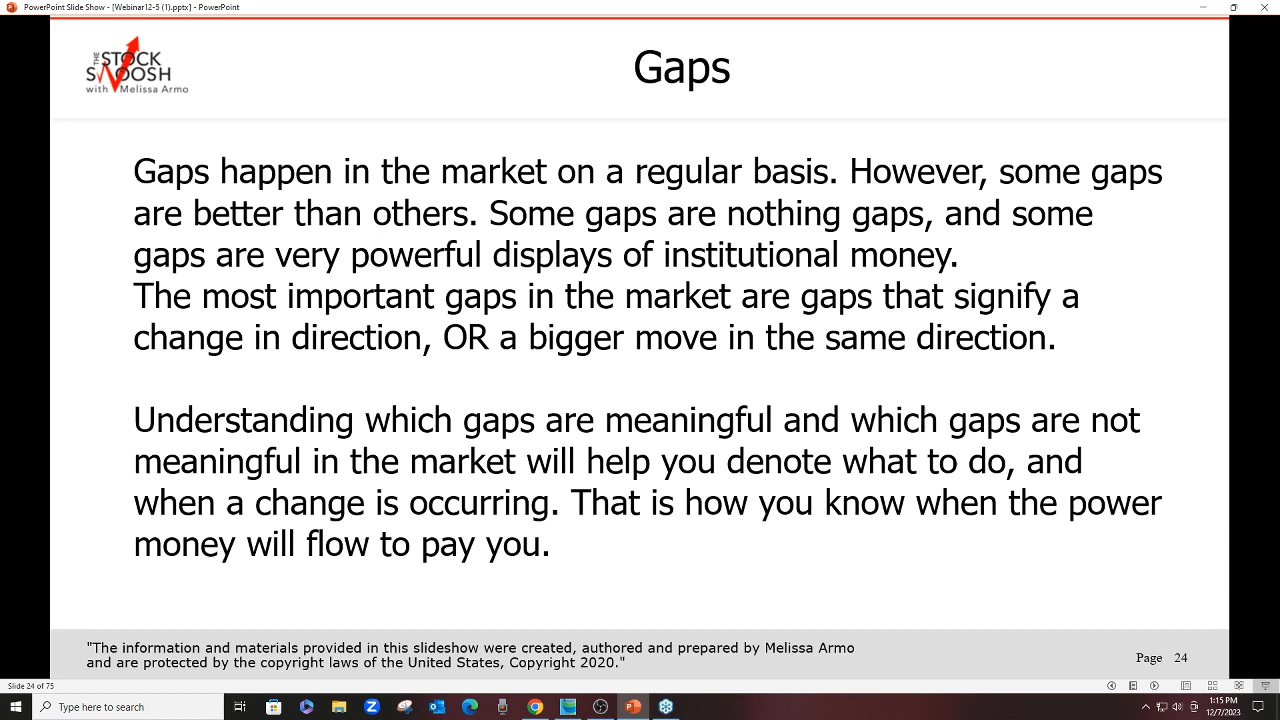 PowerPoint Slide Show - [Webinar12-5 (1).pptx] - PowerPoint
THE
STOCK
SWOOSH
with Melissa Armo
Gaps
Gaps happen in the market on a regular basis. However, some gaps
are better than others. Some gaps are nothing gaps, and some
gaps are very powerful displays of institutional money.
The most important gaps in the market are gaps that signify a
change in direction, OR a bigger move in the same direction.
Understanding which gaps are meaningful and which gaps are not
meaningful in the market will help you denote what to do, and
when a change is occurring. That is how you know when the power
money will flow to pay you.
"The information and materials provided in this slideshow were created, authored and prepared by Melissa Armo
and are protected by the copyright laws of the United States, Copyright 2020."
Page 24
Slide 24 of 75
Type here to search
1:15 PM
12/7/2023